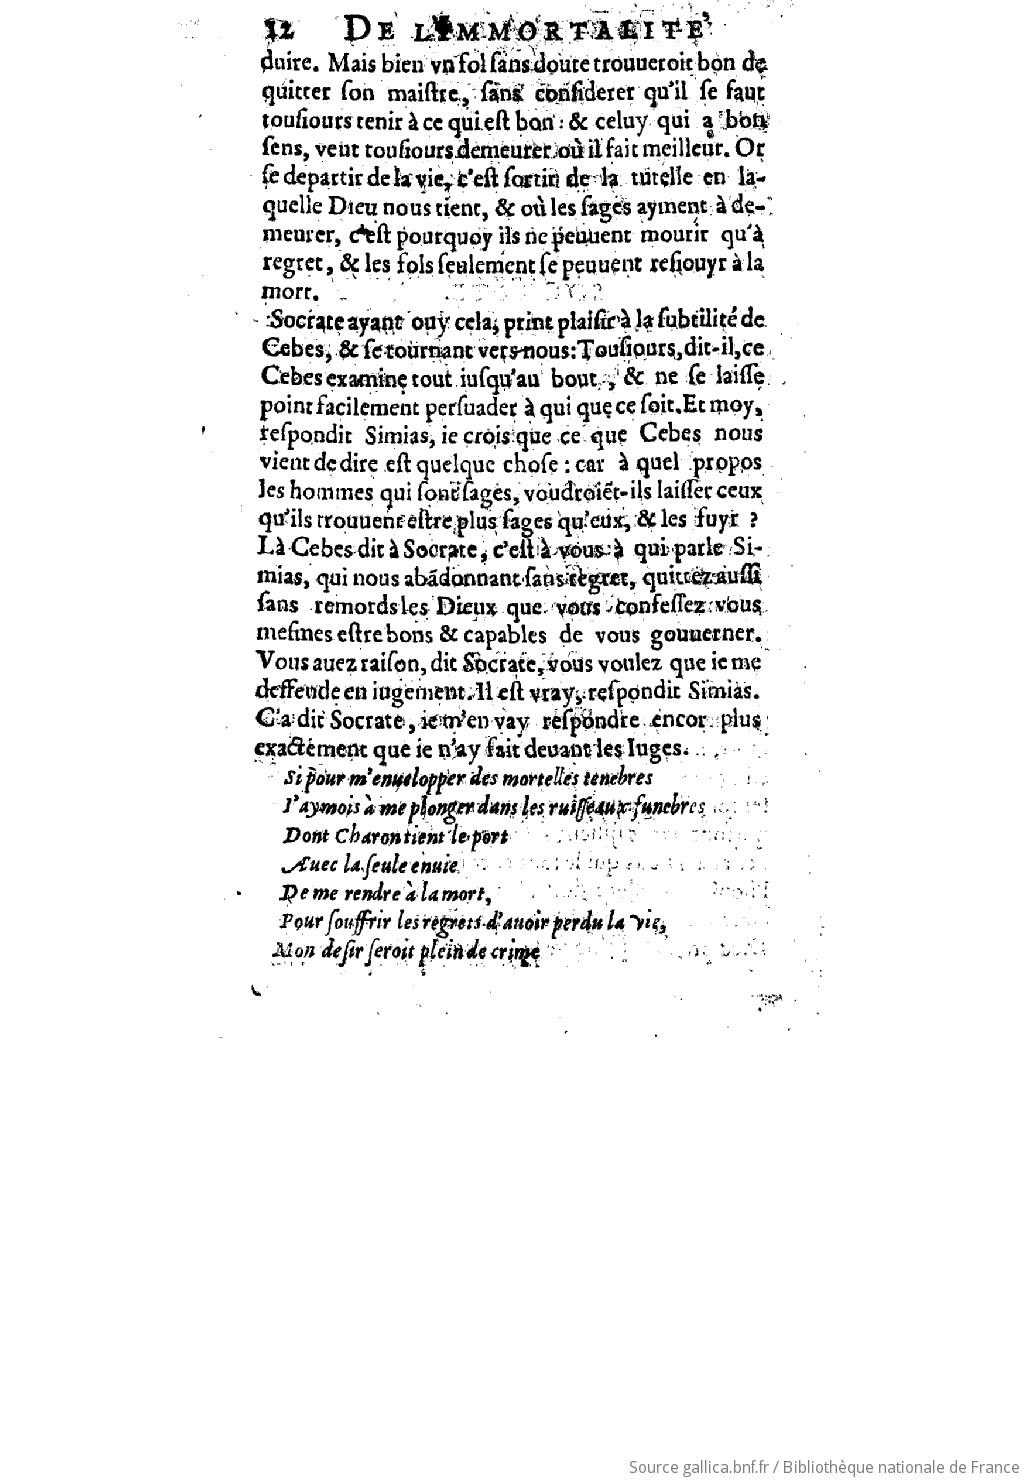 12 DE L'IMMORTALITE'
duire. Mais bien vn fol ſans doute trouueroit bon de
quitter ſon maiſtre, ſans conſiderer qu'il ſe faut
touſiours tenir à ce qui eſt bon : & celuy qui a bon
ſens, veut touſiours demeurer où il fait meilleur. Or
ſe departir de la vie, c'eſt ſortir de la tutelle en la-
quelle Dieu nous tient, & où les ſages ayment à de-
meurer, c'eſt pourquoy ils ne peuuent mourir qu'à
regret, & les fols ſeulement ſe peuuent reſiouyr à la
mort.
Socrate ayant ouy cela, print plaiſir à la ſubtilité de
Cebes, & ſe tournant vers nous: Touſiours, dit-il, ce
Cebes examine tout iuſqu'au bout, & ne ſe laiſſe
point facilement perſuader à qui que ce ſoit. Et moy,
reſpondit Simias, ie crois que ce que Cebes nous
vient de dire eſt quelque choſe : car à quel propos
les hommes qui ſont ſages, voudroiẽt-ils laiſſer ceux
qu'ils trouuent eſtre plus ſages qu'eux, & les fuyr ?
Là Cebes dit à Socrate, c'eſt à vous à qui parle Si-
mias, qui nous abãdonnant ſans regret, quittez auſſi
ſans remords les Dieux que vous confeſſez vous
meſmes eſtre bons & capables de vous gouuerner.
Vous auez raiſon, dit Socrate, vous voulez que ie me
deffende en iugement. Il eſt vray, reſpondit Simias.
C'a dit Socrate, ie m'en vay reſpondre encor plus
exactement que ie n'ay fait deuant les Iuges.
Si pour m'enuelopper des mortelles tenebres
I'aymois à me plonger dans les ruiſſeaux funebres
Dont Charon tient le port
Auec la ſeule enuie
De me rendre à la mort,
Pour ſouffrir les regrets d'auoir perdu la vie,
Mon deſir ſeroit plein de crime
Source gallica.bnf.fr / Bibliothèque nationale de France